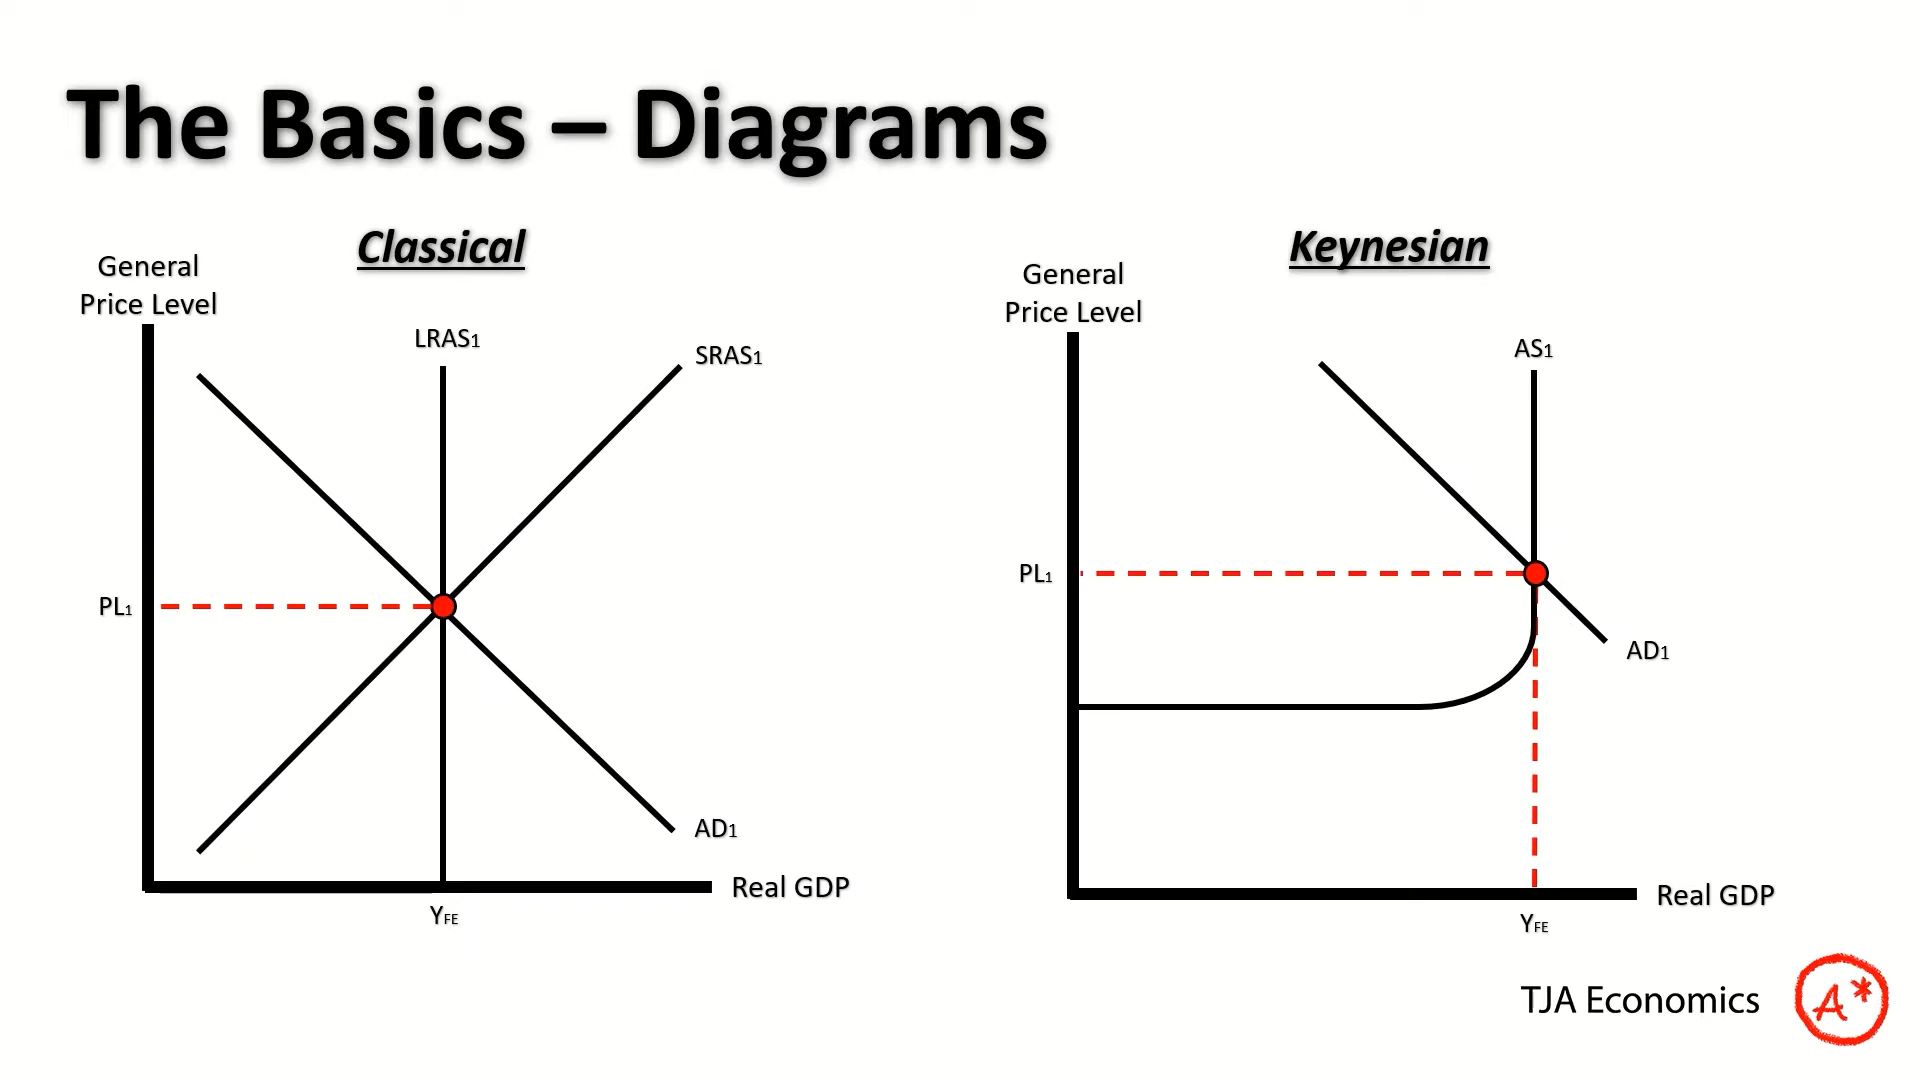 The Basics – Diagrams
Classical
General
Price Level
LRAS1
SRAS1
PL1
AD1
Real GDP
YFE
Keynesian
General
Price Level
AS1
PL1
AD1
Real GDP
YFE
TJA Economics
A*